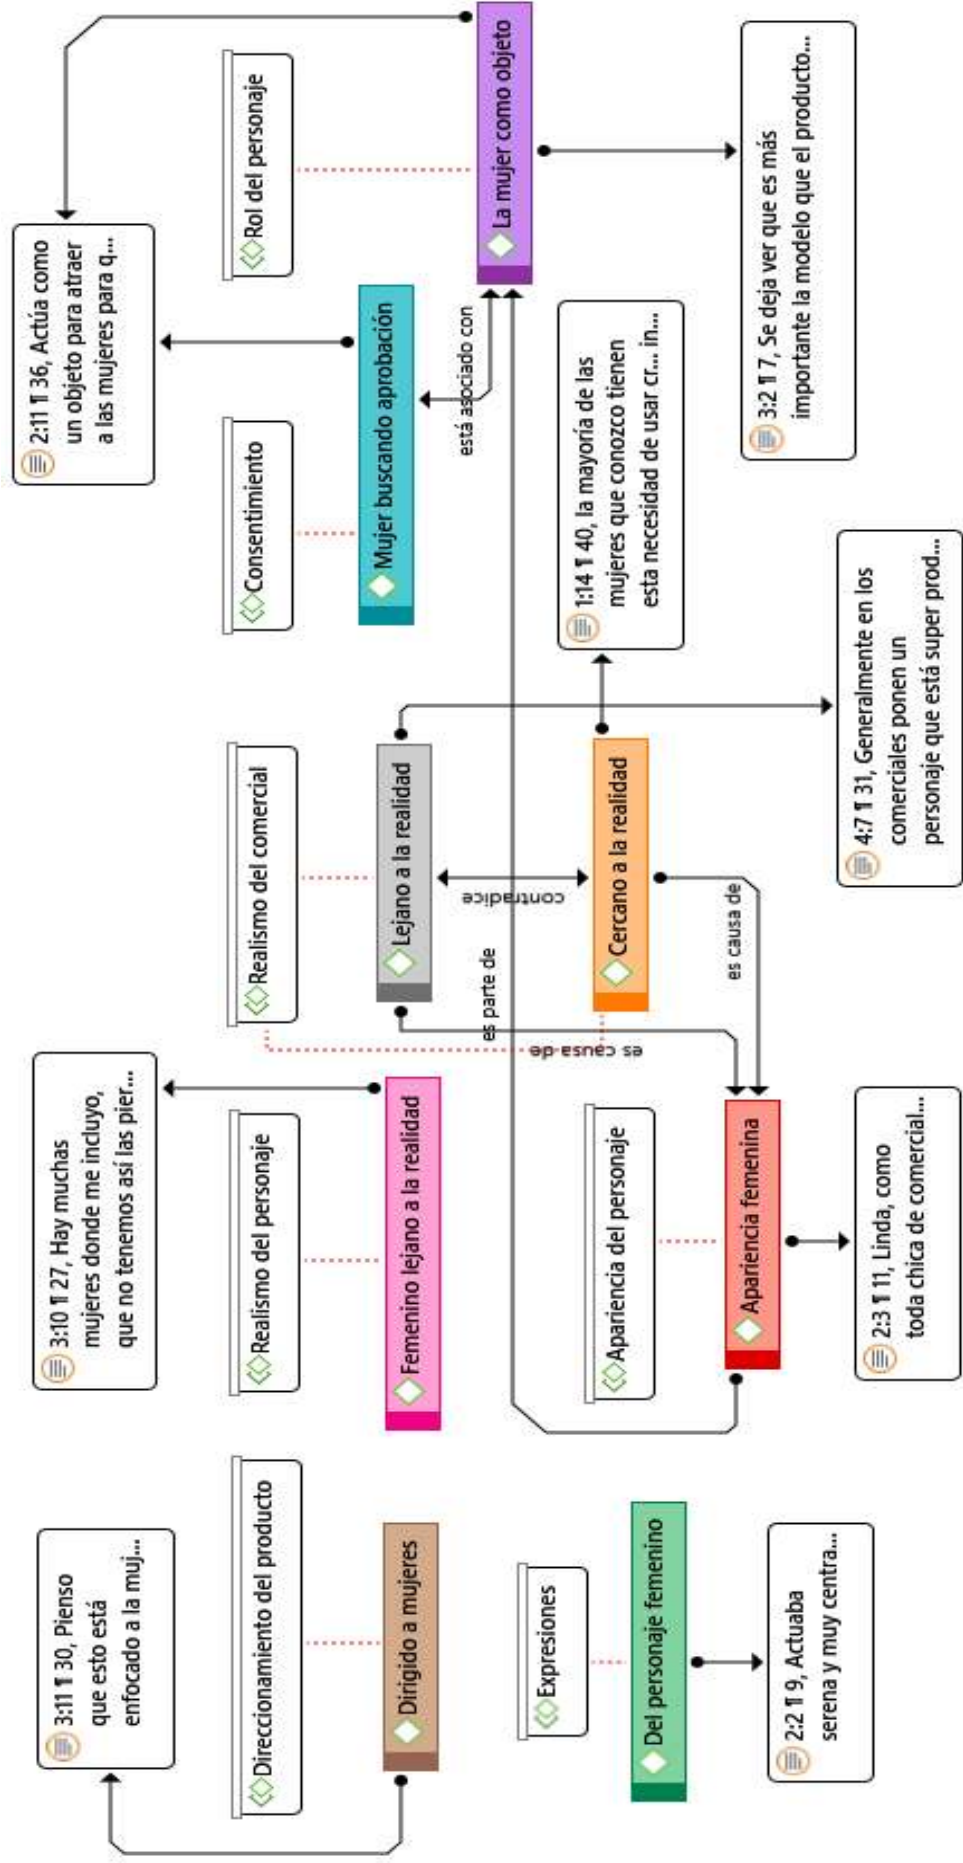 3:11 ¶ 30, Pienso
que esto está
enfocado a la muj...
3:10 ¶ 27, Hay muchas
mujeres donde me incluyo,
que no tenemos así las pier...
2:11 ¶ 36, Actúa como
un objeto para atraer
a las mujeres para q...
Direccionamiento del producto
Realismo del personaje
Realismo del comercial
Consentimiento
Rol del personaje
Dirigido a mujeres
Femenino lejano a la realidad
Lejano a la realidad
Mujer buscando aprobación
está asociado con
La mujer como objeto
contradice
es parte de
es causa de
Expresiones
Apariencia del personaje
Cercano a la realidad
1:14 ¶ 40, la mayoría de las
mujeres que conozco tienen
esta necesidad de usar cr... in...
Del personaje femenino
Apariencia femenina
es causa de
3:2 ¶ 7, Se deja ver que es más
importante la modelo que el producto...
2:2 ¶ 9, Actuaba
serena y muy centra...
2:3 ¶ 11, Linda, como
toda chica de comercial...
4:7 ¶ 31, Generalmente en los
comerciales ponen un
personaje que está super prod...